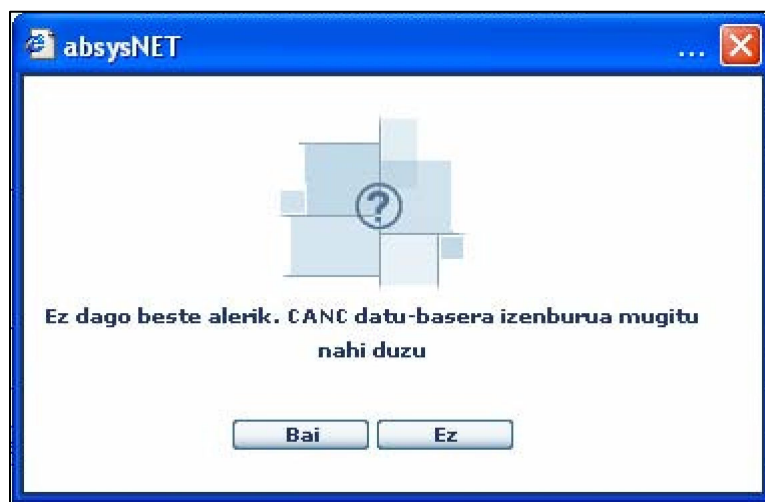 absysNET ...
?
Ez dago beste alerik. CANC datu-basera izenburua mugitu
nahi duzu
Bai Ez